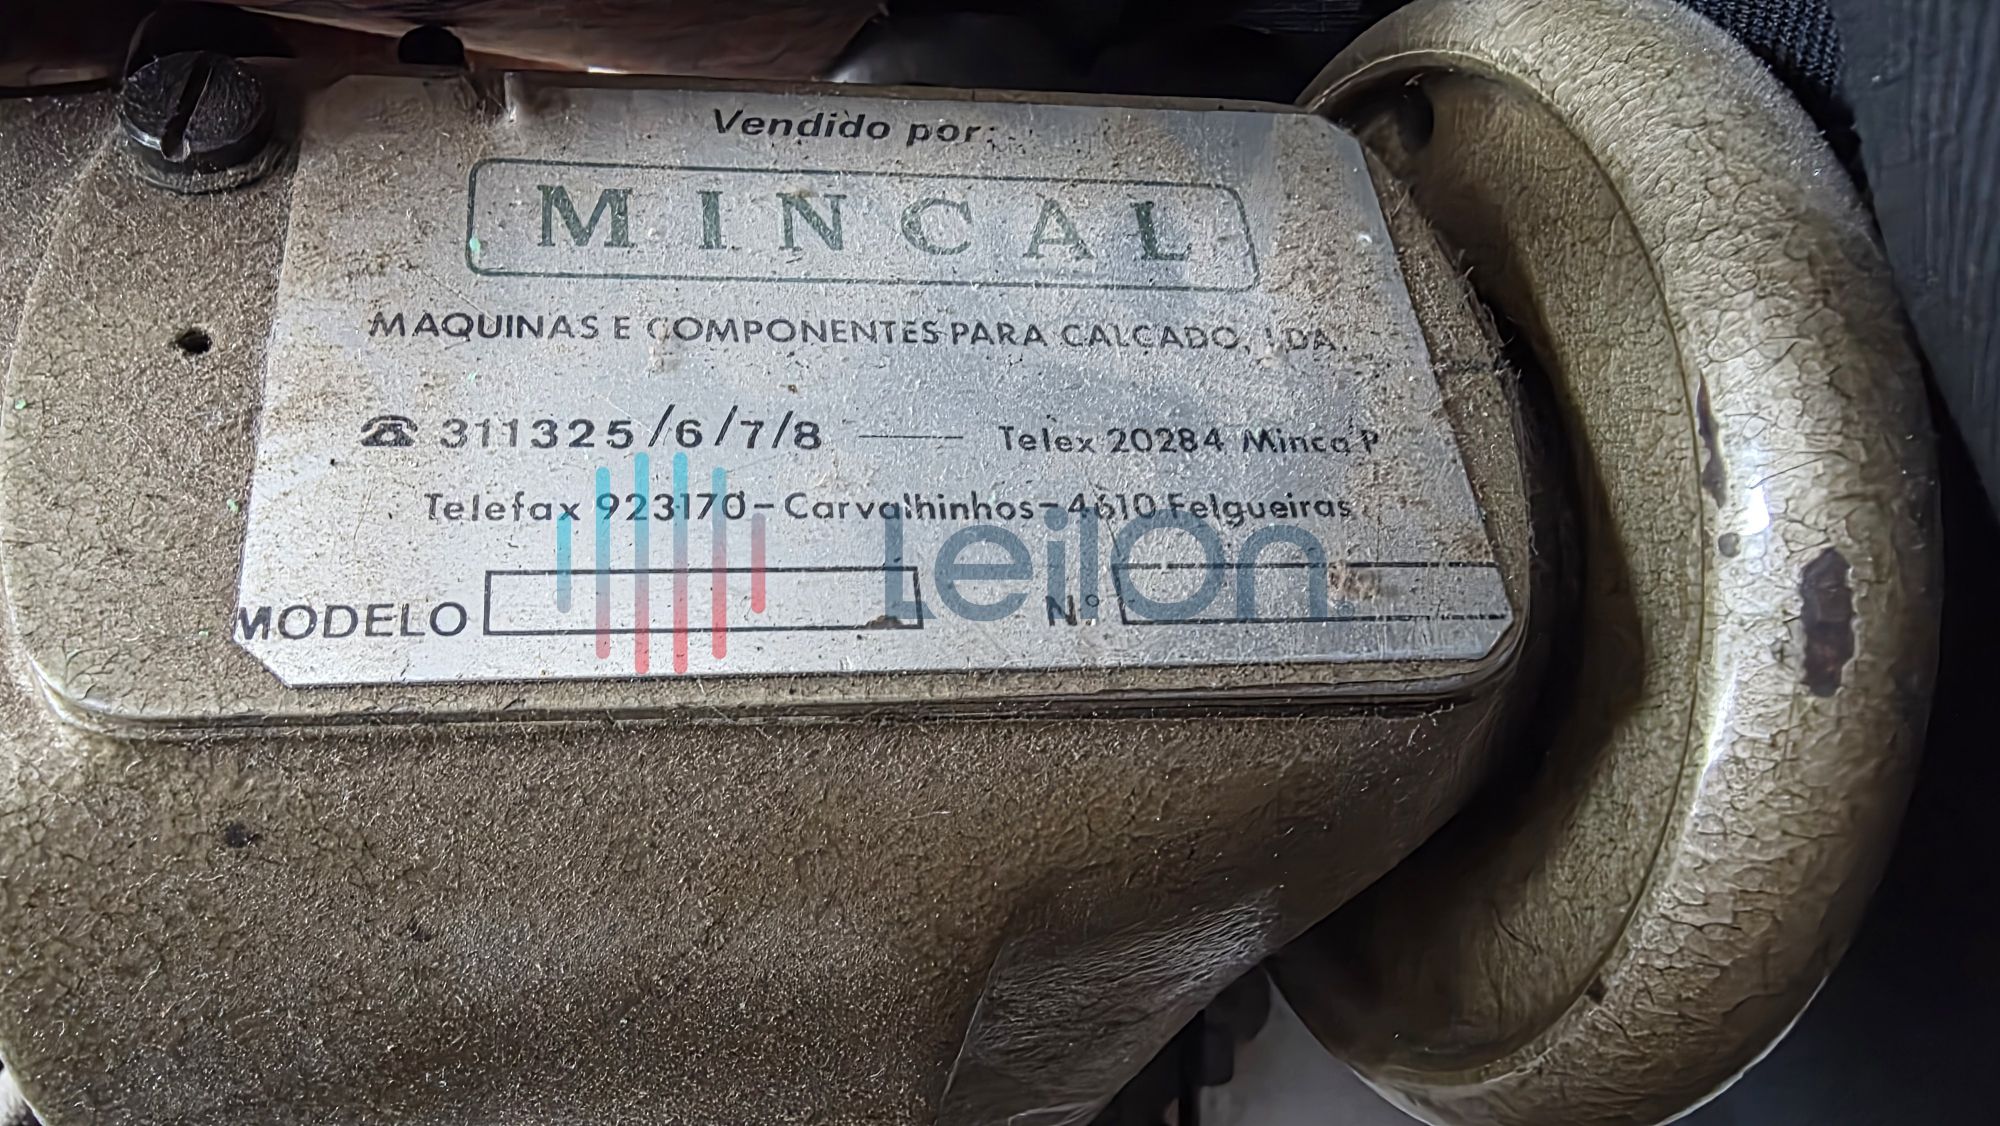 Vendido por:
MINCAL
MAQUINAS E COMPONENTES PARA CALCADO, LDA.
☎ 311325/6/7/8 — Telex 20284 Minca P
Telefax 923170-Carvalhinhos-4610 Felgueiras
LeilOn.
MODELO N.º